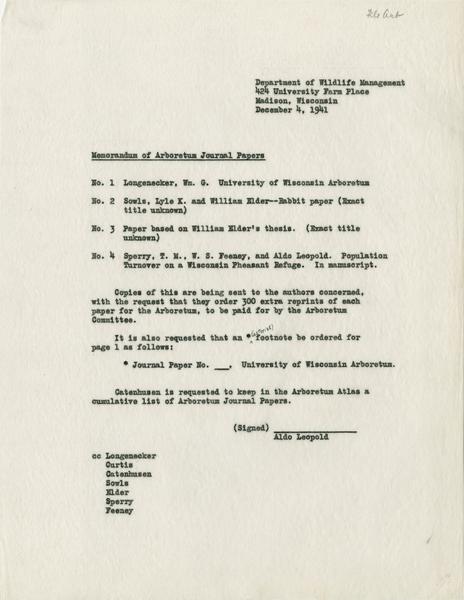 File Arb
Department of Wildlife Management
424 University Farm Place
Madison, Wisconsin
December 4, 1941
Memorandum of Arboretum Journal Papers
No. 1 Longenecker, Wm. G. University of Wisconsin Arboretum
No. 2 Sowls, Lyle K. and William Elder--Rabbit paper (Exact
title unknown)
No. 3 Paper based on William Elder's thesis. (Exact title
unknown)
No. 4 Sperry, T. M., W. S. Feeney, and Aldo Leopold. Population
Turnover on a Wisconsin Pheasant Refuge. In manuscript.
Copies of this are being sent to the authors concerned,
with the request that they order 300 extra reprints of each
paper for the Arboretum, to be paid for by the Arboretum
Committee.
It is also requested that an * (asterisk) footnote be ordered for
page 1 as follows:
* Journal Paper No. ___, University of Wisconsin Arboretum.
Catenhusen is requested to keep in the Arboretum Atlas a
cumulative list of Arboretum Journal Papers.
(Signed) ____________
Aldo Leopold
cc Longenecker
Curtis
Catenhusen
Sowls
Elder
Sperry
Feeney